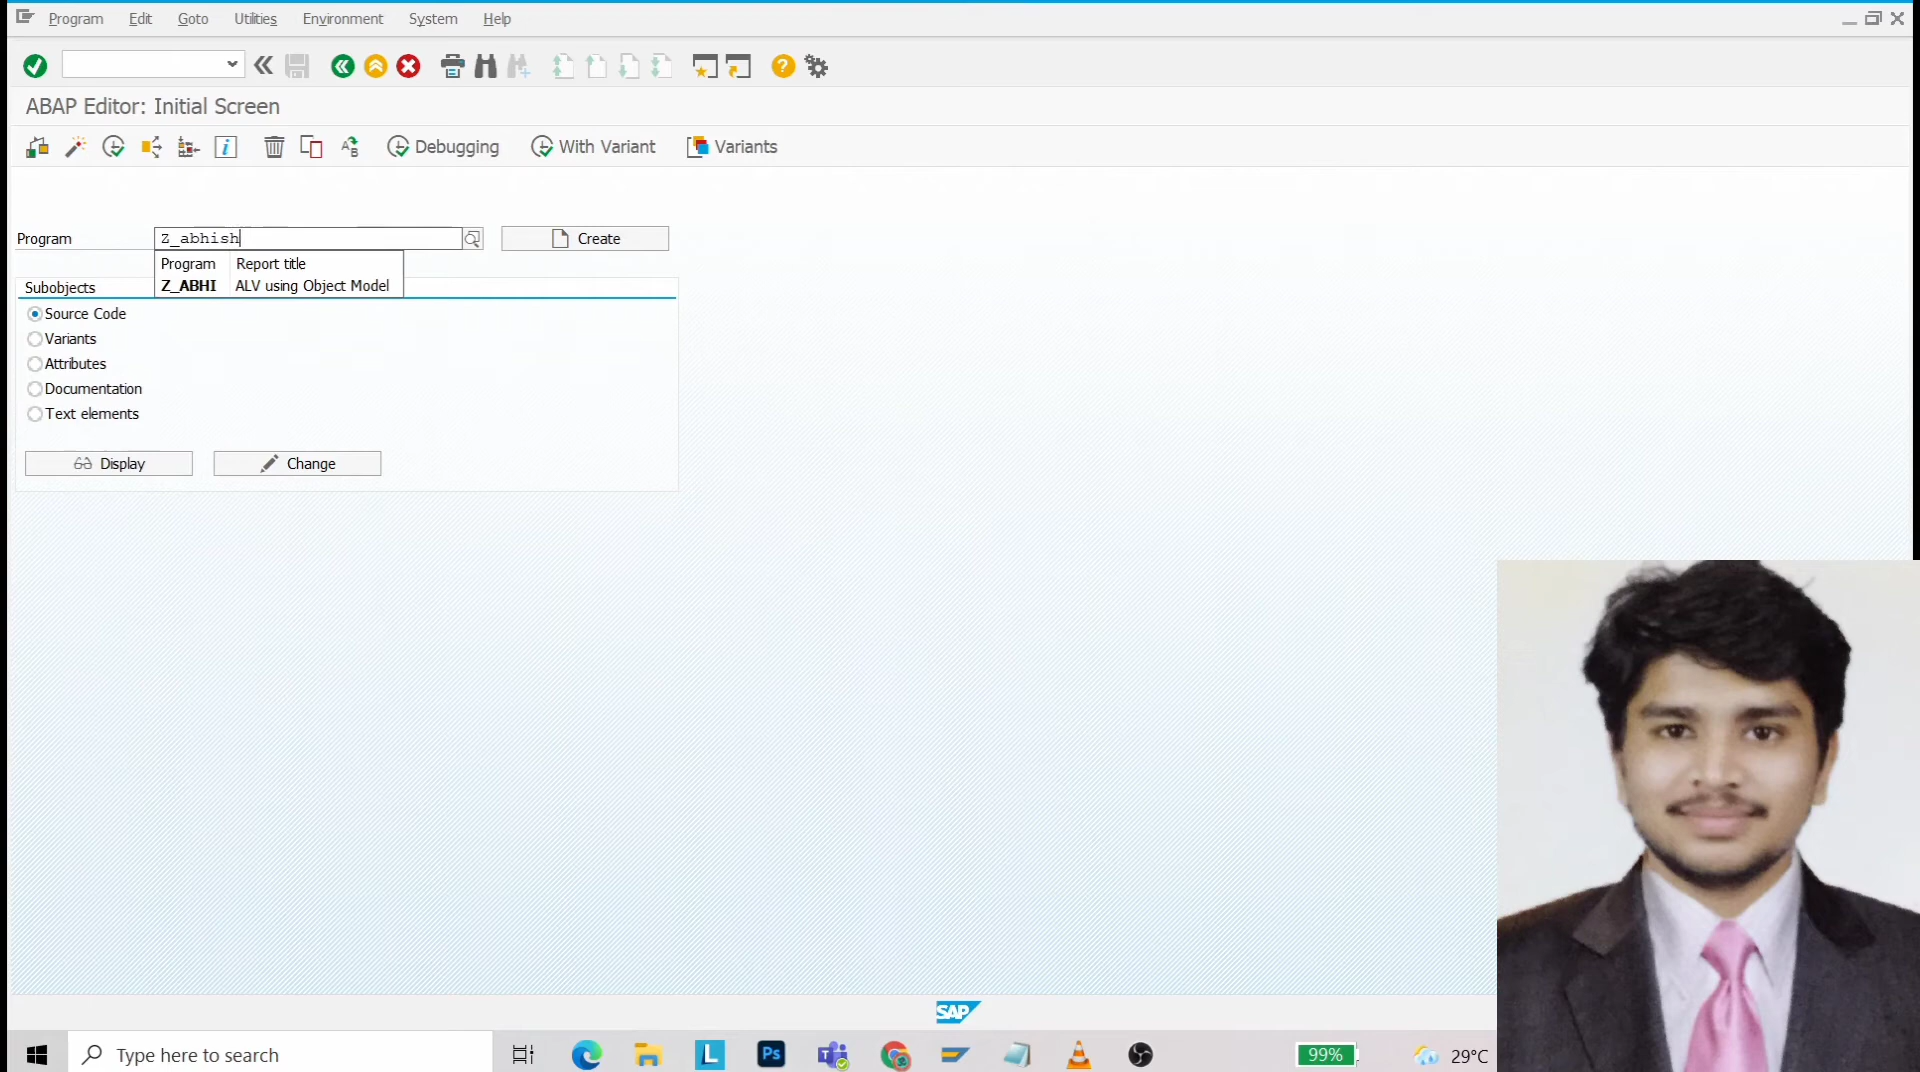 Program Edit Goto Utilities Environment System Help
ABAP Editor: Initial Screen
Debugging With Variant Variants
Program Z_abhish Create
Program Report title
Z_ABHI ALV using Object Model
Subobjects
Source Code
Variants
Attributes
Documentation
Text elements
Display Change
SAP
Type here to search L Ps 99% 29°C